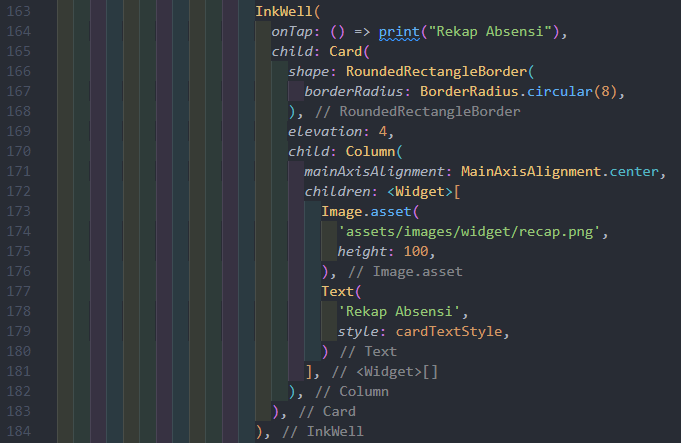 163 InkWell(
164 onTap: () => print("Rekap Absensi"),
165 child: Card(
166 shape: RoundedRectangleBorder(
167 borderRadius: BorderRadius.circular(8),
168 ), // RoundedRectangleBorder
169 elevation: 4,
170 child: Column(
171 mainAxisAlignment: MainAxisAlignment.center,
172 children: <Widget>[
173 Image.asset(
174 'assets/images/widget/recap.png',
175 height: 100,
176 ), // Image.asset
177 Text(
178 'Rekap Absensi',
179 style: cardTextStyle,
180 ) // Text
181 ], // <Widget>[]
182 ), // Column
183 ), // Card
184 ), // InkWell